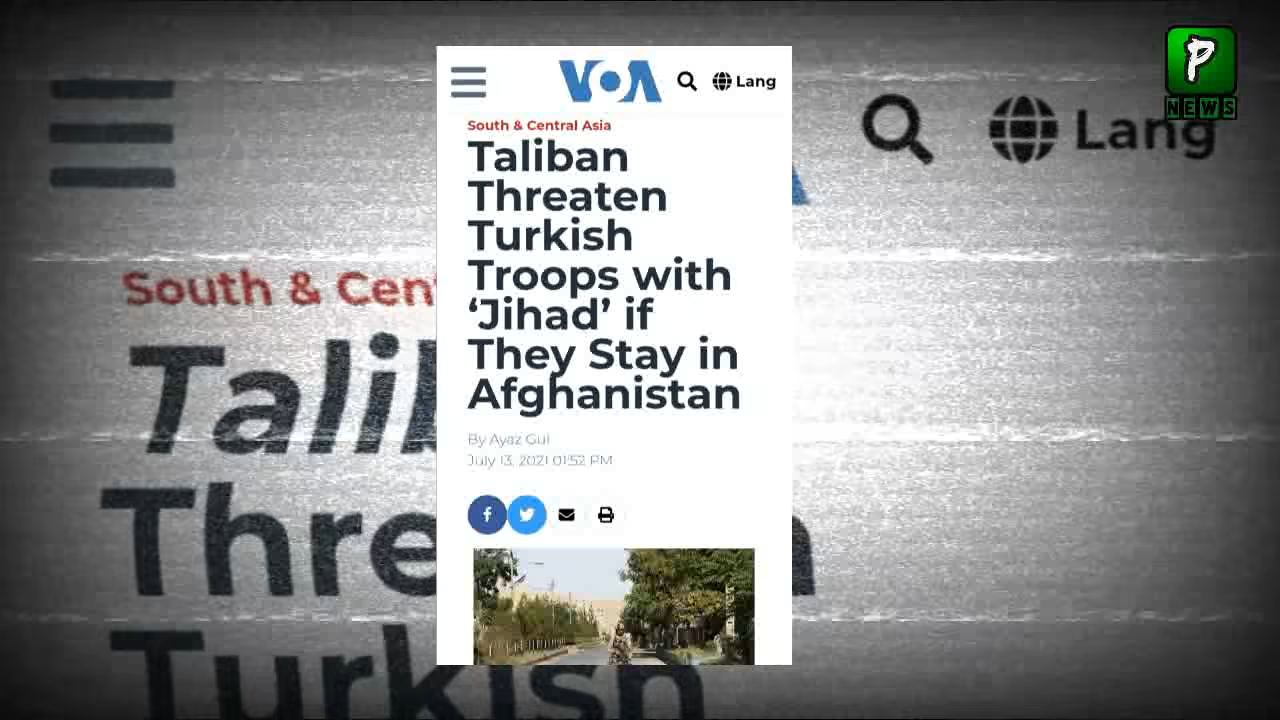 VOA
Lang
South & Central Asia
Taliban
Threaten
Turkish
Troops with
‘Jihad’ if
They Stay in
Afghanistan
By Ayaz Gul
July 13, 2021 01:52 PM
P
NEWS
Lang
South & Cen
Talib
Thre
Turkish